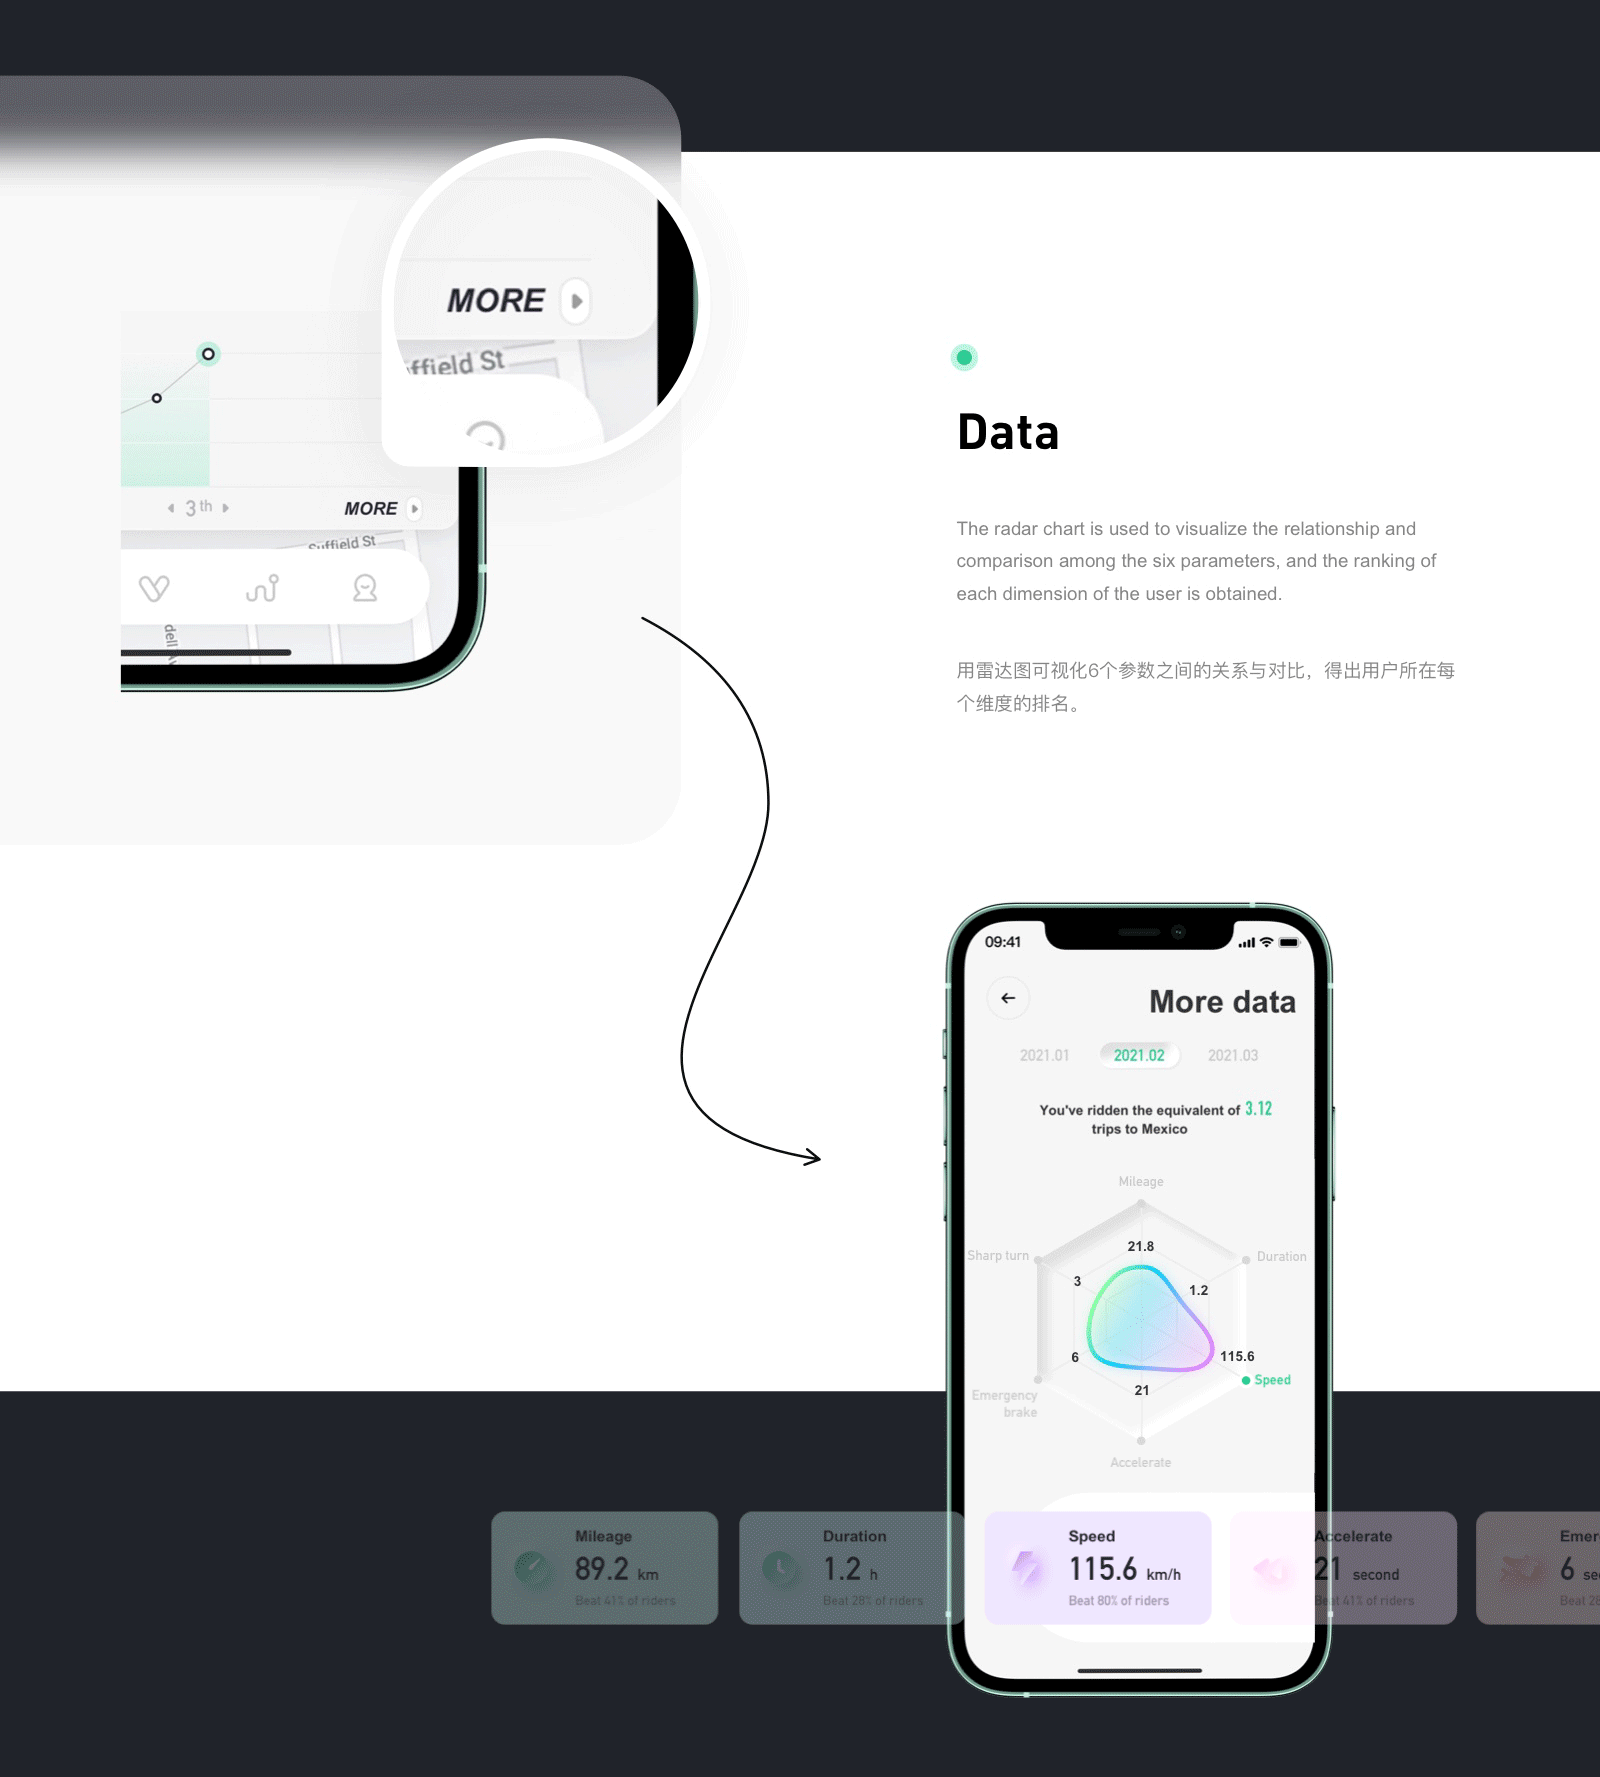 MORE
ffield St
3 th
MORE
Suffield St
dell Av
Data
The radar chart is used to visualize the relationship and
comparison among the six parameters, and the ranking of
each dimension of the user is obtained.
用雷达图可视化6个参数之间的关系与对比，得出用户所在每
个维度的排名。
09:41
More data
2021.01
2021.02
2021.03
You've ridden the equivalent of 3.12
trips to Mexico
Mileage
21.8
Sharp turn
Duration
3
1.2
6
115.6
Speed
21
Emergency
brake
Accelerate
Mileage
89.2 km
Beat 41% of riders
Duration
1.2 h
Beat 28% of riders
Speed
115.6 km/h
Beat 80% of riders
Accelerate
21 second
Beat 41% of riders
Emer
6 se
Beat 28